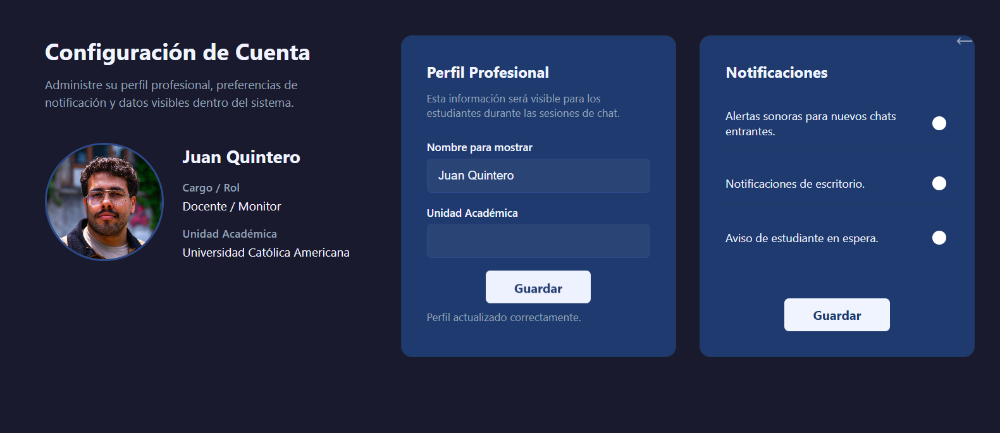 Configuración de Cuenta
Administre su perfil profesional, preferencias de
notificación y datos visibles dentro del sistema.
Juan Quintero
Cargo / Rol
Docente / Monitor
Unidad Académica
Universidad Católica Americana
Perfil Profesional
Esta información será visible para los
estudiantes durante las sesiones de chat.
Nombre para mostrar
Juan Quintero
Unidad Académica
Guardar
Perfil actualizado correctamente.
Notificaciones
Alertas sonoras para nuevos chats
entrantes.
Notificaciones de escritorio.
Aviso de estudiante en espera.
Guardar